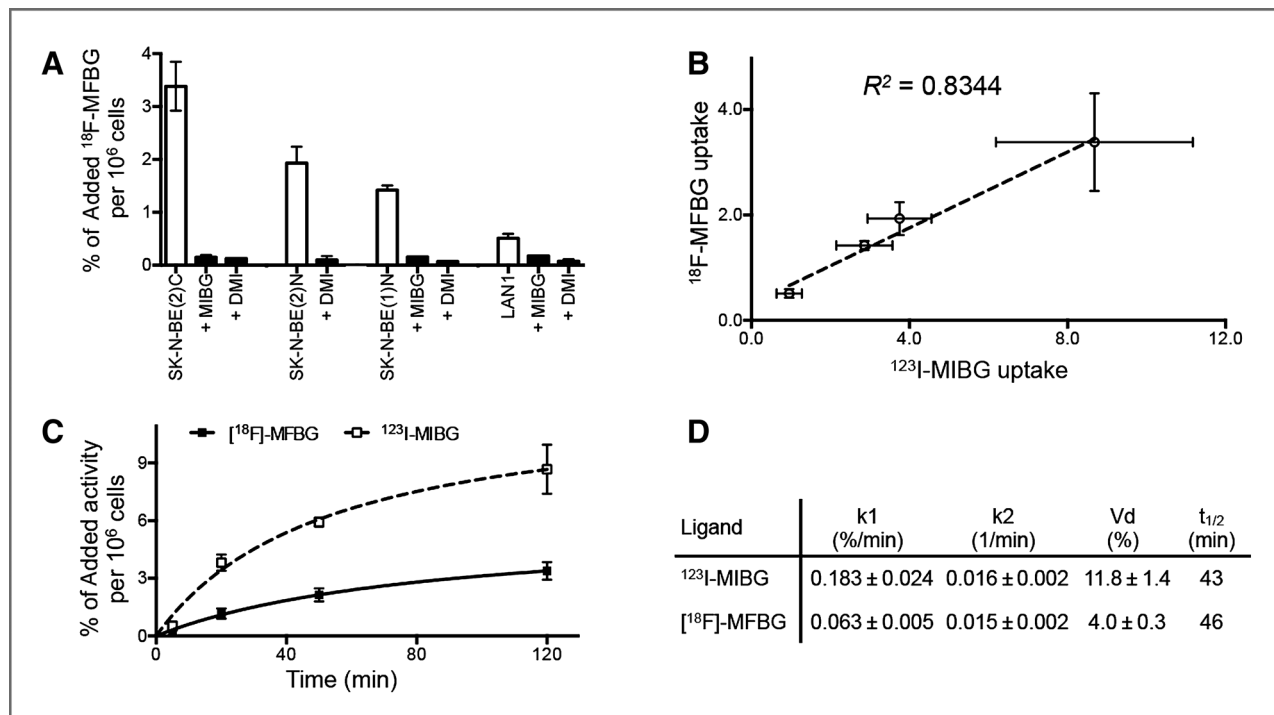 A
% of Added ¹⁸F-MFBG
per 10⁶ cells
4
3
2
1
0
SK-N-BE(2)C
+ MIBG
+ DMI
SK-N-BE(2)N
+ DMI
SK-N-BE(1)N
+ MIBG
+ DMI
LAN1
+ MIBG
+ DMI
B
R² = 0.8344
¹⁸F-MFBG uptake
4.0
2.0
0.0
0.0 4.0 8.0 12.0
¹²³I-MIBG uptake
C
[¹⁸F]-MFBG ¹²³I-MIBG
% of Added activity
per 10⁶ cells
9
6
3
0
0 40 80 120
Time (min)
D
Ligand k1 k2 Vd t1/2
(%/min) (1/min) (%) (min)
¹²³I-MIBG 0.183 ± 0.024 0.016 ± 0.002 11.8 ± 1.4 43
[¹⁸F]-MFBG 0.063 ± 0.005 0.015 ± 0.002 4.0 ± 0.3 46